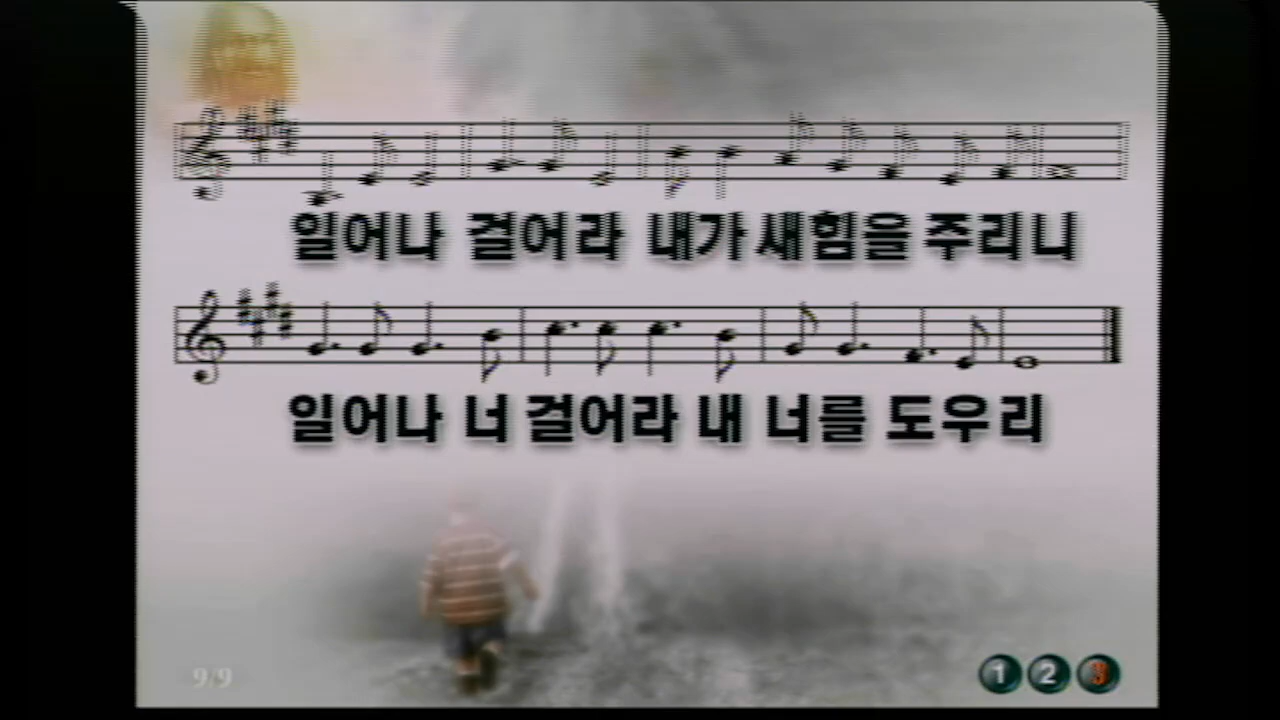 일어나 걸어라 내가 새힘을 주리니
일어나 너 걸어라 내 너를 도우리
9/9
1 2 3